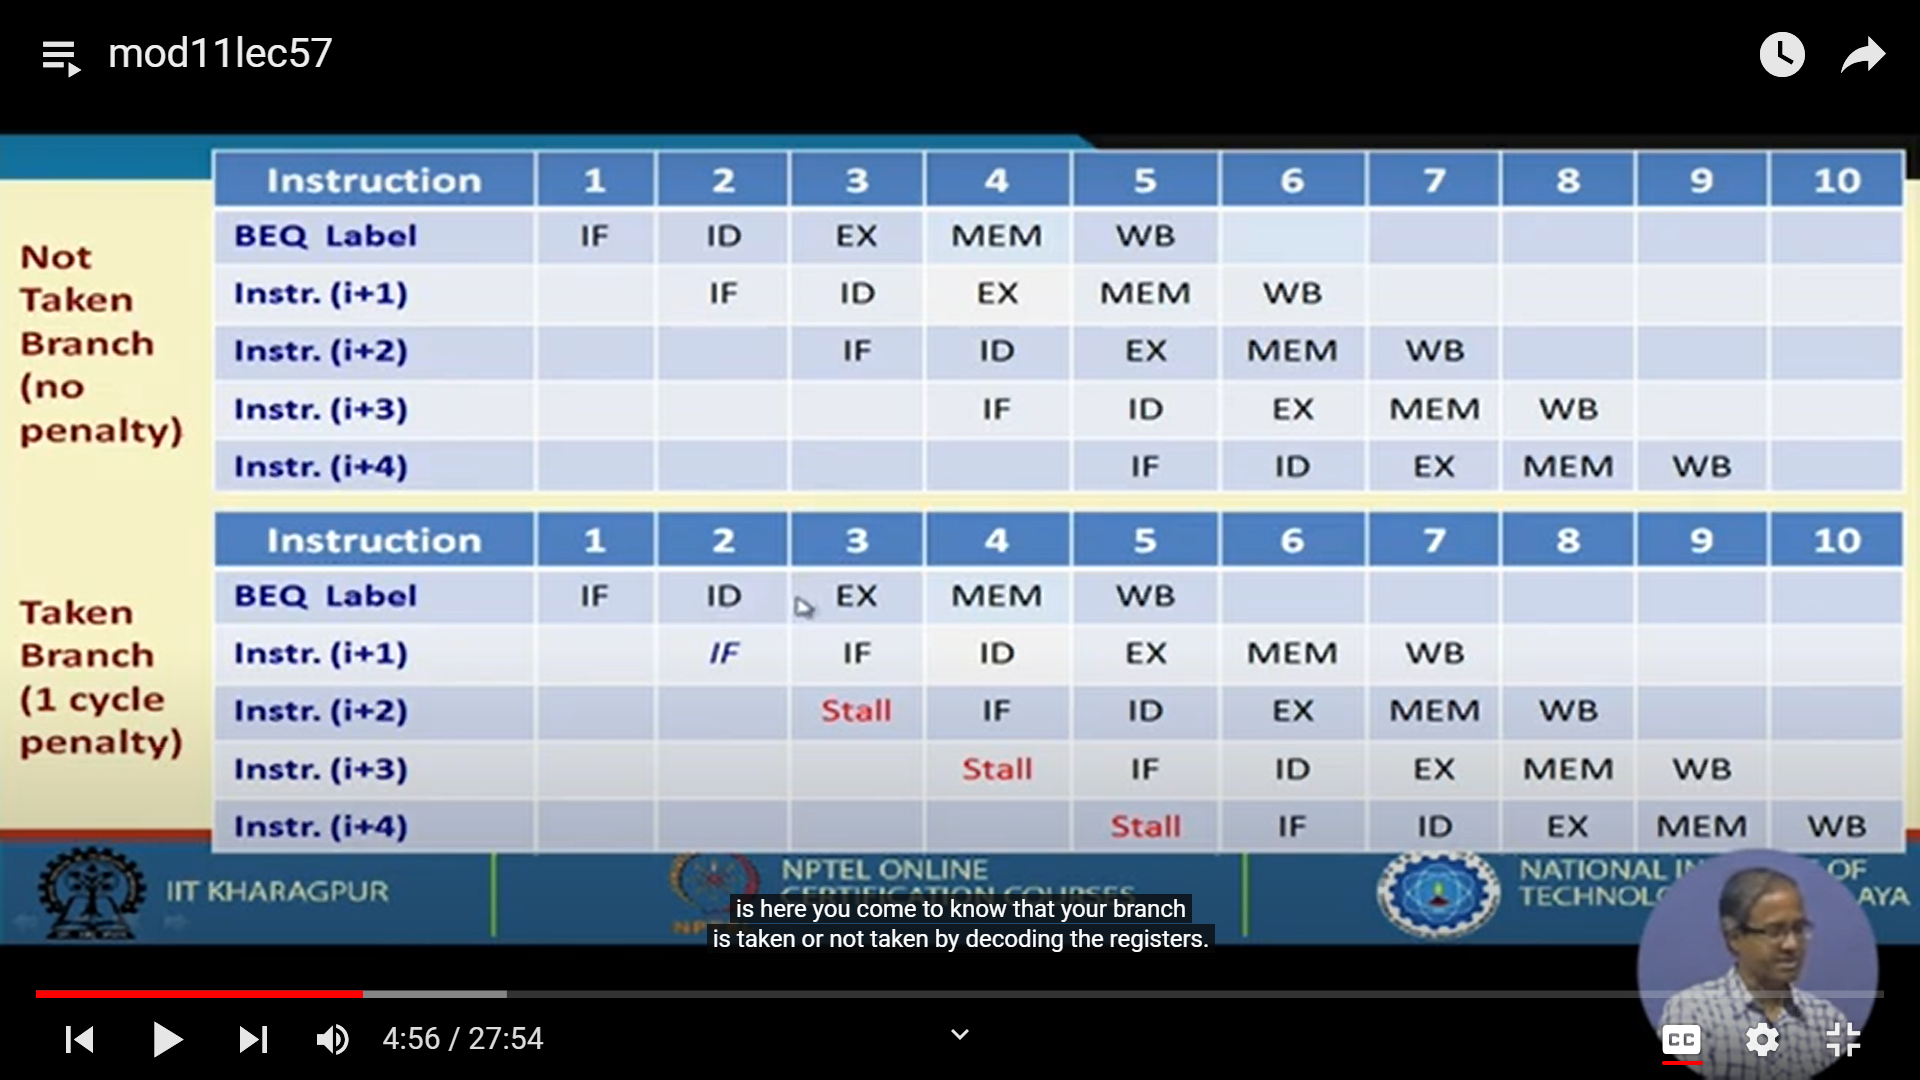 mod11lec57
Instruction 1 2 3 4 5 6 7 8 9 10
BEQ Label IF ID EX MEM WB
Instr. (i+1) IF ID EX MEM WB
Instr. (i+2) IF ID EX MEM WB
Instr. (i+3) IF ID EX MEM WB
Instr. (i+4) IF ID EX MEM WB
Not
Taken
Branch
(no
penalty)
Instruction 1 2 3 4 5 6 7 8 9 10
BEQ Label IF ID EX MEM WB
Instr. (i+1) IF IF ID EX MEM WB
Instr. (i+2) Stall IF ID EX MEM WB
Instr. (i+3) Stall IF ID EX MEM WB
Instr. (i+4) Stall IF ID EX MEM WB
Taken
Branch
(1 cycle
penalty)
IIT KHARAGPUR
NPTEL ONLINE
CERTIFICATION COURSES
NATIONAL OF
is here you come to know that your branch
is taken or not taken by decoding the registers.
4:56 / 27:54
CC